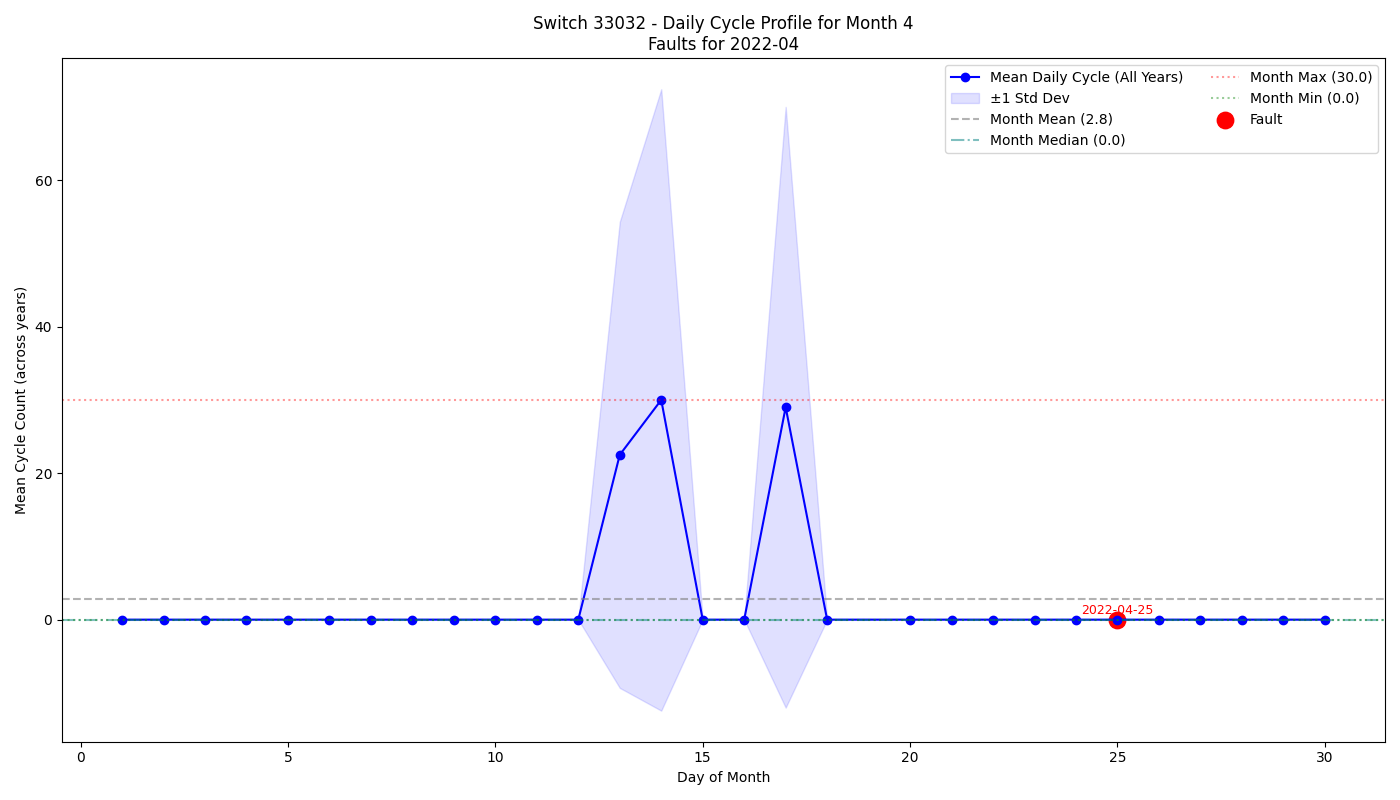 Switch 33032 - Daily Cycle Profile for Month 4
Faults for 2022-04
Mean Daily Cycle (All Years)
±1 Std Dev
Month Mean (2.8)
Month Median (0.0)
Month Max (30.0)
Month Min (0.0)
Fault
Mean Cycle Count (across years)
60
40
20
0
2022-04-25
0
5
10
15
20
25
30
Day of Month